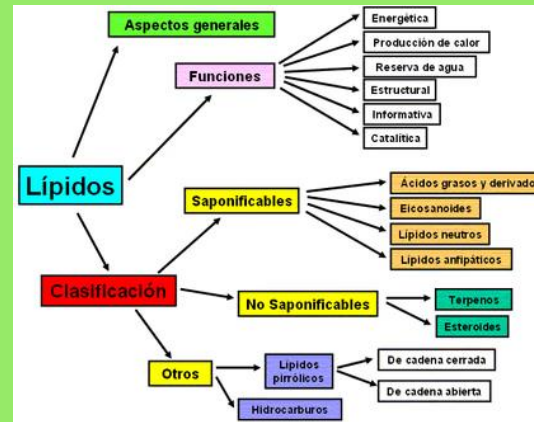 Aspectos generales
Funciones
Energética
Producción de calor
Reserva de agua
Estructural
Informativa
Catalítica
Lípidos
Saponificables
Ácidos grasos y derivado
Eicosanoides
Lípidos neutros
Lípidos anfipáticos
Clasificación
No Saponificables
Terpenos
Esteroides
Otros
Lípidos
pirrólicos
De cadena cerrada
De cadena abierta
Hidrocarburos